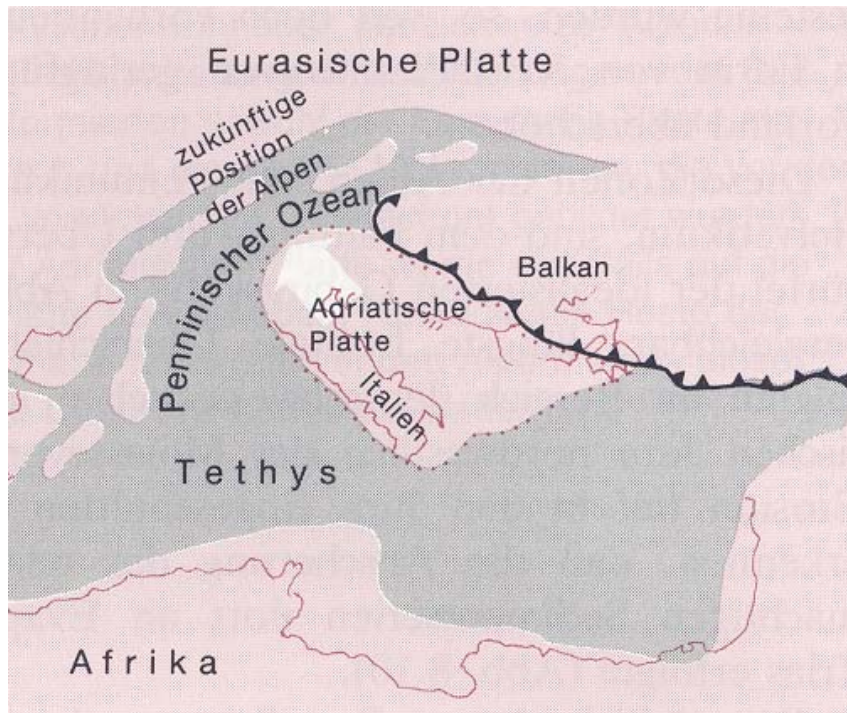 Eurasische Platte
zukünftige
Position
der Alpen
Penninischer Ozean
Balkan
Adriatische
Platte
Italien
Tethys
Afrika